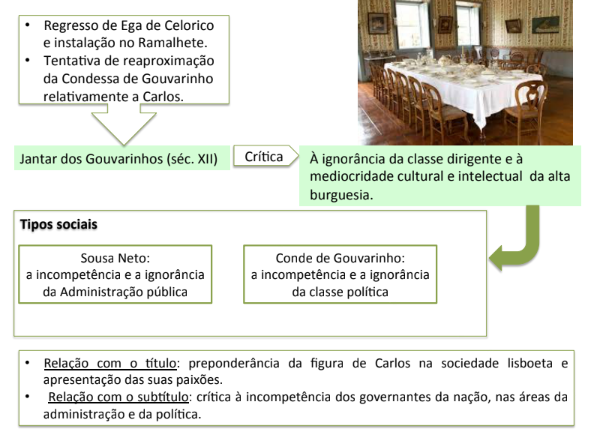 • Regresso de Ega de Celorico
e instalação no Ramalhete.
• Tentativa de reaproximação
da Condessa de Gouvarinho
relativamente a Carlos.
Jantar dos Gouvarinhos (séc. XII)
Crítica
À ignorância da classe dirigente e à
mediocridade cultural e intelectual da alta
burguesia.
Tipos sociais
Sousa Neto:
a incompetência e a ignorância
da Administração pública
Conde de Gouvarinho:
a incompetência e a ignorância
da classe política
• Relação com o título: preponderância da figura de Carlos na sociedade lisboeta e
apresentação das suas paixões.
• Relação com o subtítulo: crítica à incompetência dos governantes da nação, nas áreas da
administração e da política.